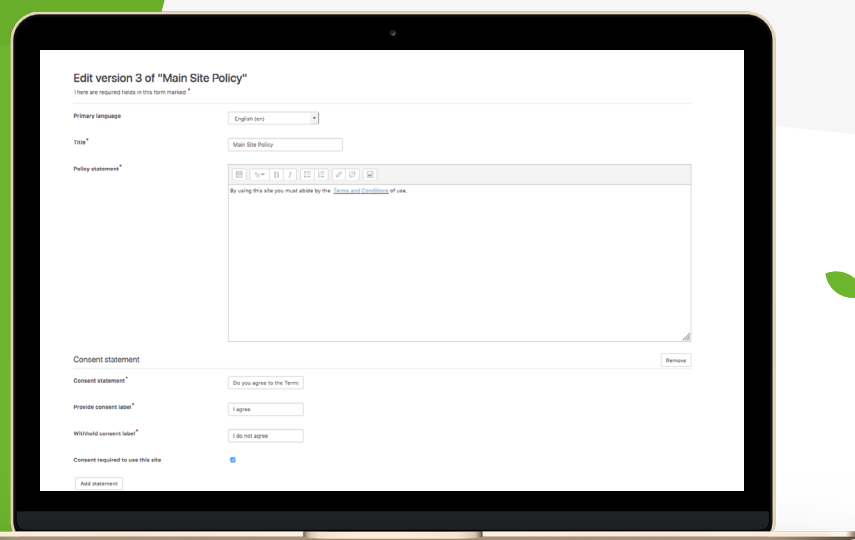 Edit version 3 of "Main Site Policy"
There are required fields in this form marked *
Primary language
English (en)
Title*
Main Site Policy
Policy statement*
B I
By using this site you must abide by the Terms and Conditions of use.
Consent statement
Remove
Consent statement*
Do you agree to the Terms
Provide consent label*
I agree
Withhold consent label*
I do not agree
Consent required to use this site
Add statement